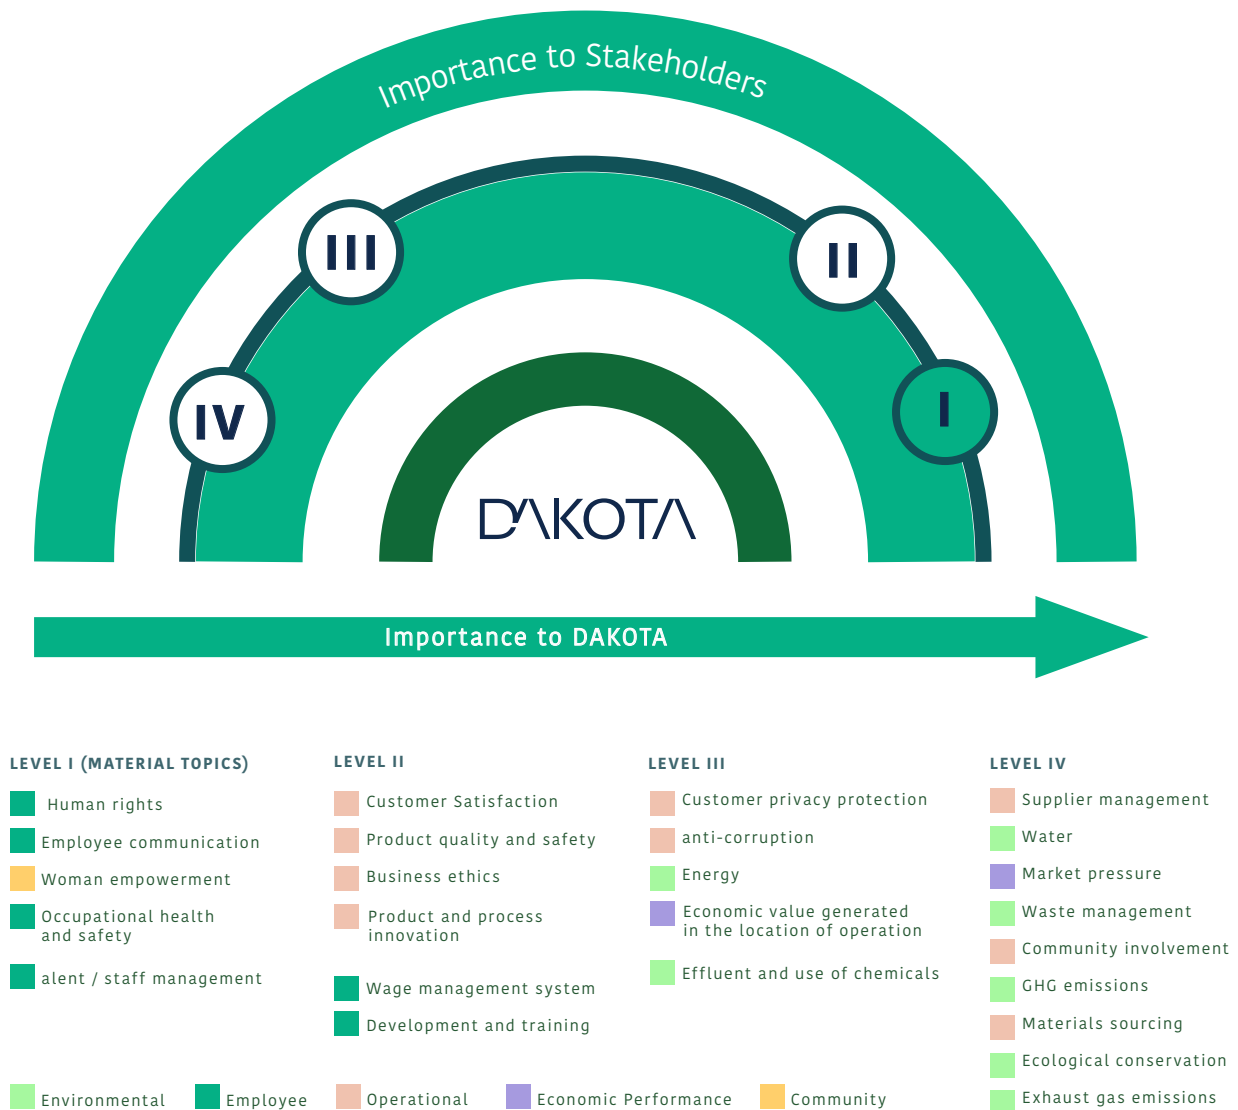 Importance to Stakeholders
III
II
IV
I
DAKOTA
Importance to DAKOTA
LEVEL I (MATERIAL TOPICS)
Human rights
Employee communication
Woman empowerment
Occupational health
and safety
alent / staff management
LEVEL II
Customer Satisfaction
Product quality and safety
Business ethics
Product and process
innovation
Wage management system
Development and training
LEVEL III
Customer privacy protection
anti-corruption
Energy
Economic value generated
in the location of operation
Effluent and use of chemicals
LEVEL IV
Supplier management
Water
Market pressure
Waste management
Community involvement
GHG emissions
Materials sourcing
Ecological conservation
Exhaust gas emissions
Environmental
Employee
Operational
Economic Performance
Community